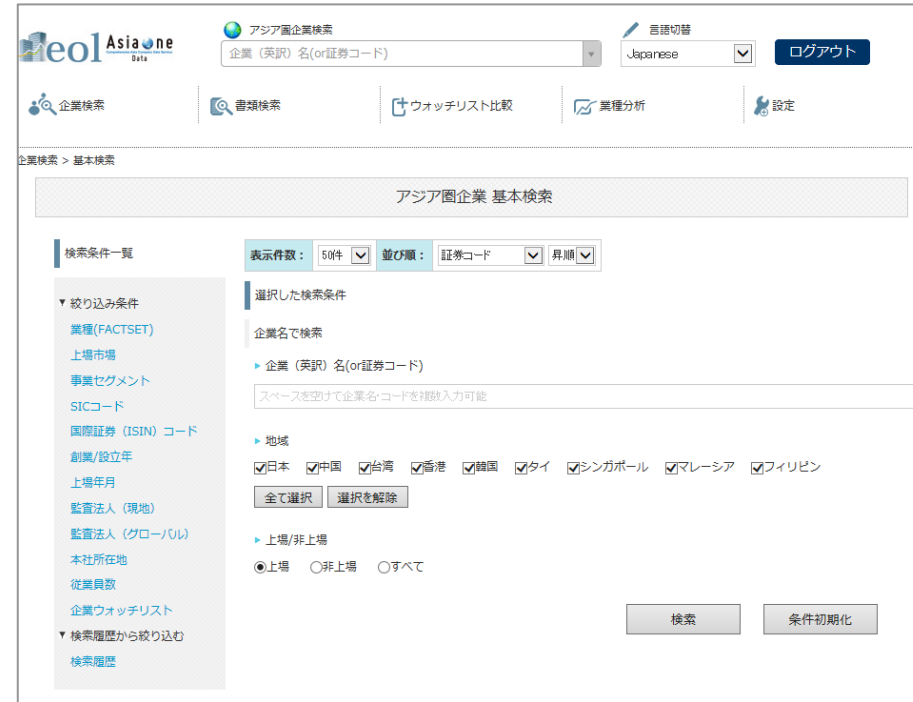 eol Asia one Data
アジア圏企業検索
言語切替
企業（英訳）名(or証券コード)
Japanese
ログアウト
企業検索
書類検索
ウォッチリスト比較
業種分析
設定
企業検索 > 基本検索
アジア圏企業 基本検索
検索条件一覧
表示件数： 50件 並び順： 証券コード 昇順
選択した検索条件
▼ 絞り込み条件
業種(FACTSET)
上場市場
事業セグメント
SICコード
国際証券（ISIN）コード
創業/設立年
上場年月
監査法人（現地）
監査法人（グローバル）
本社所在地
従業員数
企業ウォッチリスト
▼ 検索履歴から絞り込む
検索履歴
企業名で検索
企業（英訳）名(or証券コード)
スペースを空けて企業名・コードを複数入力可能
地域
日本 中国 台湾 香港 韓国 タイ シンガポール マレーシア フィリピン
全て選択 選択を解除
上場/非上場
上場 非上場 すべて
検索 条件初期化